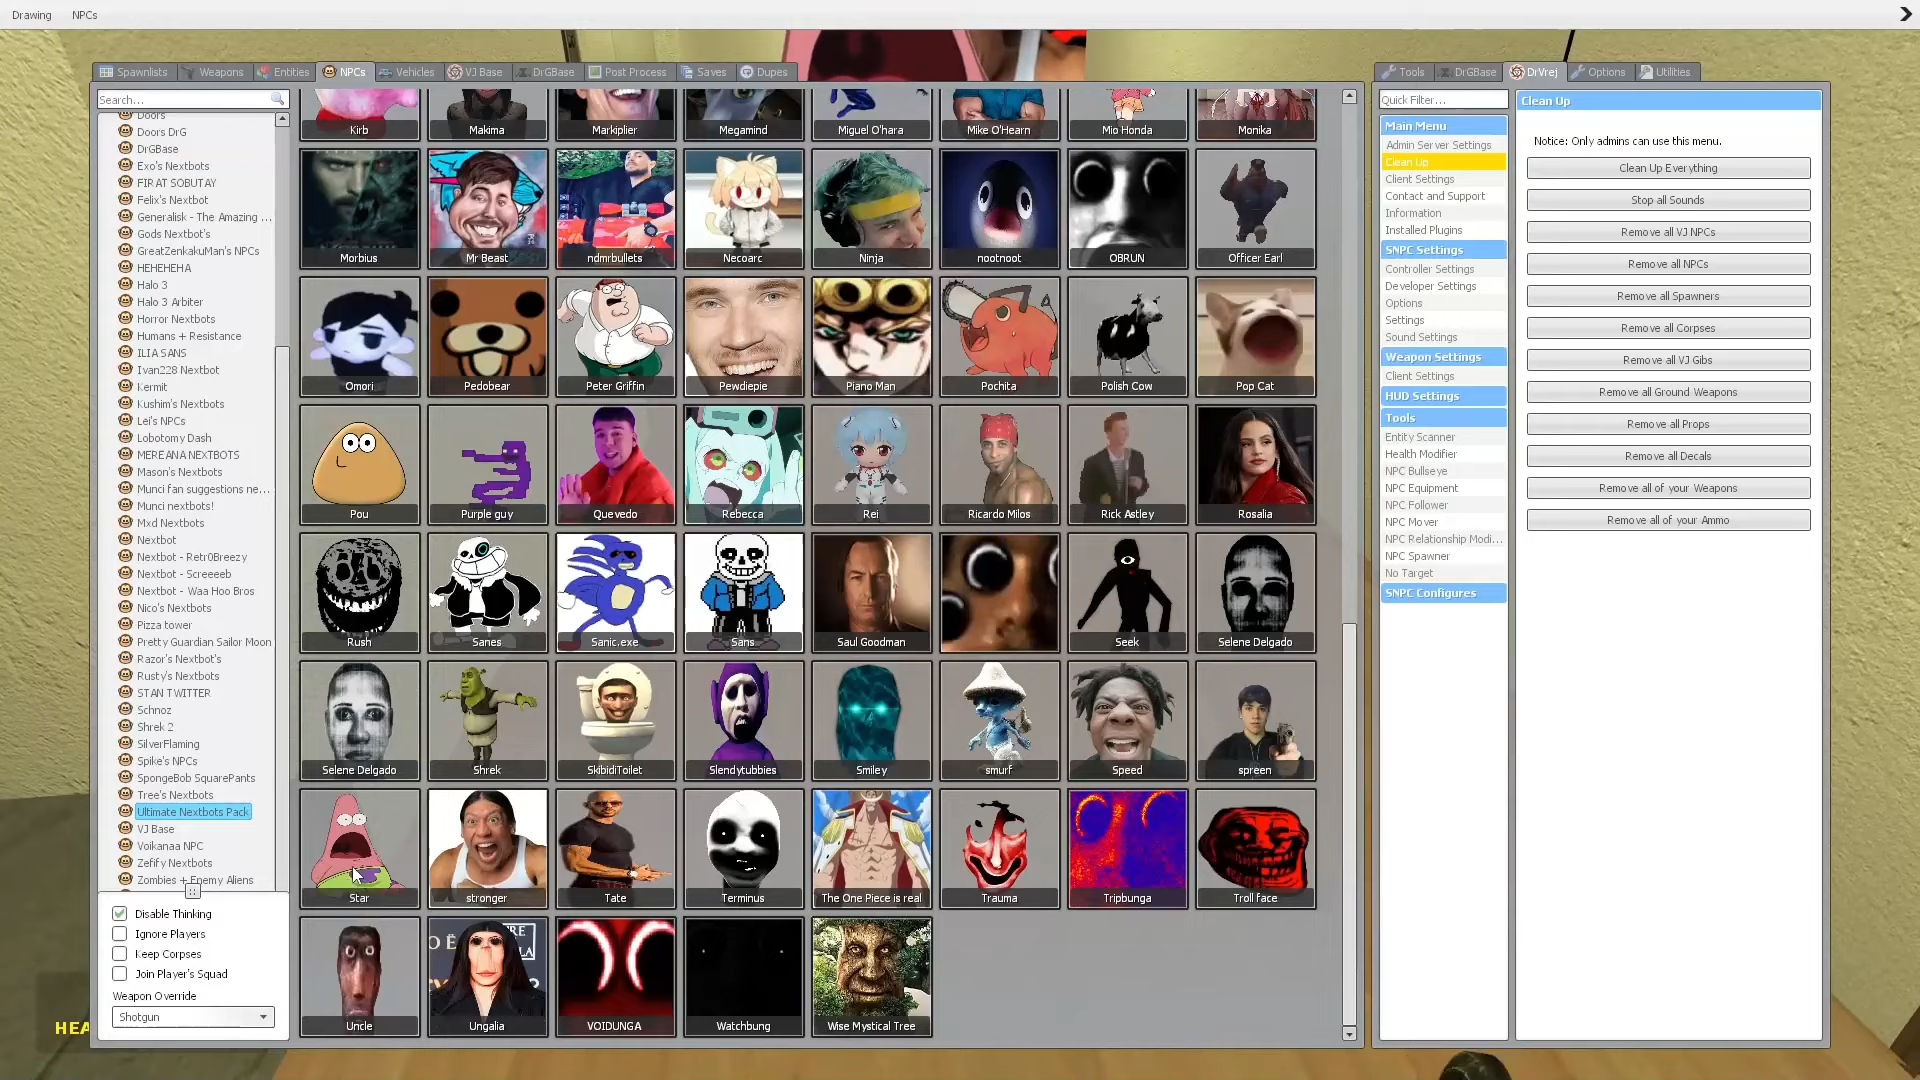 Drawing NPCs
Spawnlists Weapons Entities NPCs Vehicles VJ Base DrGBase Post Process Saves Dupes
Search...
Doors
Doors DrG
DrGBase
Exo's Nextbots
FIRAT SOBUTAY
Felix's Nextbot
Generalisk - The Amazing ...
Gods Nextbot's
GreatZenkakuMan's NPCs
HEHEHEHA
Halo 3
Halo 3 Arbiter
Horror Nextbots
Humans + Resistance
ILIA SANS
Ivan228 Nextbot
Kermit
Kushim's Nextbots
Lei's NPCs
Lobotomy Dash
MEREANA NEXTBOTS
Mason's Nextbots
Munci fan suggestions ne...
Munci nextbots!
Mxd Nextbots
Nextbot
Nextbot - Retr0Breezy
Nextbot - Screeeeb
Nextbot - Waa Hoo Bros
Nico's Nextbots
Pizza tower
Pretty Guardian Sailor Moon
Razor's Nextbot's
Rusty's Nextbots
STAN TWITTER
Schnoz
Shrek 2
SilverFlaming
Spike's NPCs
SpongeBob SquarePants
Tree's Nextbots
Ultimate Nextbots Pack
VJ Base
Voikanaa NPC
Zefify Nextbots
Zombies + Enemy Aliens
Disable Thinking
Ignore Players
Keep Corpses
Join Player's Squad
Weapon Override
Shotgun
HEA
Kirb Makima Markiplier Megamind Miguel O'hara Mike O'Hearn Mio Honda Monika
Morbius Mr Beast ndmrbullets Necoarc Ninja nootnoot OBRUN Officer Earl
Omori Pedobear Peter Griffin Pewdiepie Piano Man Pochita Polish Cow Pop Cat
Pou Purple guy Quevedo Rebecca Rei Ricardo Milos Rick Astley Rosalia
Rush Sanes Sanic.exe Sans Saul Goodman Seek Selene Delgado
Selene Delgado Shrek SkibidiToilet Slendytubbies Smiley smurf Speed spreen
Star stronger Tate Terminus The One Piece is real Trauma Tripbunga Troll face
Uncle Ungalia VOIDUNGA Watchbung Wise Mystical Tree
Tools DrGBase DrVrej Options Utilities
Quick Filter...
Main Menu
Admin Server Settings
Clean Up
Client Settings
Contact and Support
Information
Installed Plugins
SNPC Settings
Controller Settings
Developer Settings
Options
Settings
Sound Settings
Weapon Settings
Client Settings
HUD Settings
Tools
Entity Scanner
Health Modifier
NPC Bullseye
NPC Equipment
NPC Follower
NPC Mover
NPC Relationship Modi...
NPC Spawner
No Target
SNPC Configures
Clean Up
Notice: Only admins can use this menu.
Clean Up Everything
Stop all Sounds
Remove all VJ NPCs
Remove all NPCs
Remove all Spawners
Remove all Corpses
Remove all VJ Gibs
Remove all Ground Weapons
Remove all Props
Remove all Decals
Remove all of your Weapons
Remove all of your Ammo